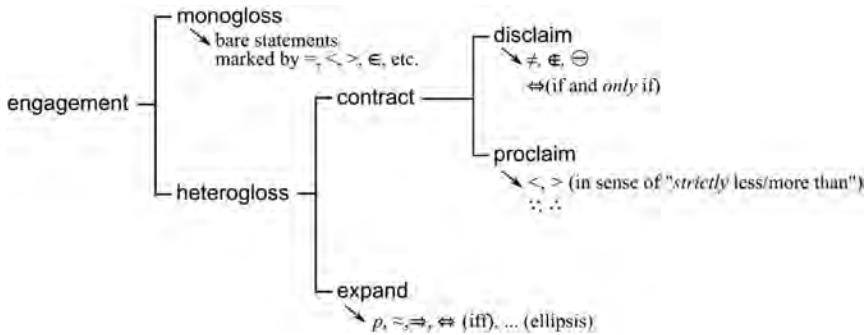 monogloss
bare statements
marked by =, <, >, ∈, etc.
engagement
disclaim
≠, ∉, ⊖
⇔(if and only if)
contract
proclaim
<, > (in sense of "strictly less/more than")
∵, ∴
heterogloss
expand
p, ≈,⇒, ⇔ (iff), ... (ellipsis)